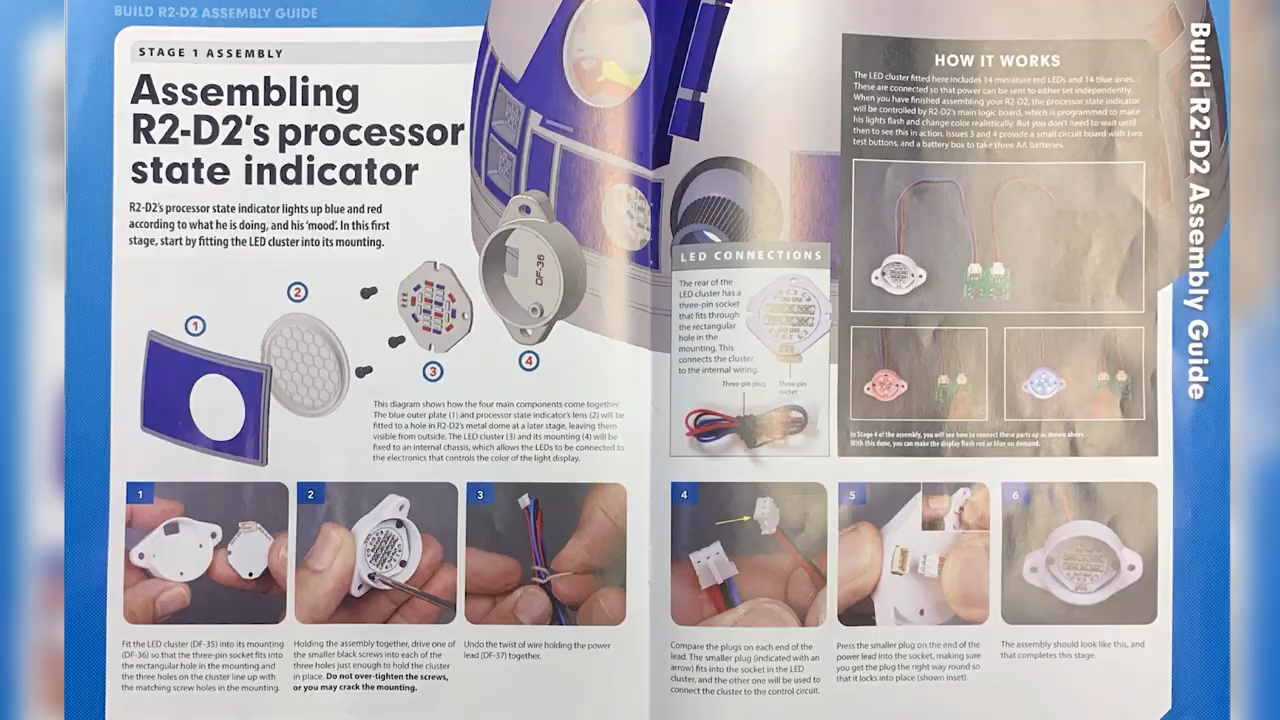 BUILD R2-D2 ASSEMBLY GUIDE
STAGE 1 ASSEMBLY
Assembling
R2-D2's processor
state indicator
R2-D2's processor state indicator lights up blue and red
according to what he is doing, and his 'mood'. In this first
stage, start by fitting the LED cluster into its mounting.
1
2
3
4
DF-36
This diagram shows how the four main components come together.
The blue outer plate (1) and processor state indicator's lens (2) will be
fitted to a hole in R2-D2's metal dome at a later stage, leaving them
visible from outside. The LED cluster (3) and its mounting (4) will be
fixed to an internal chassis, which allows the LEDs to be connected to
the electronics that controls the color of the light display.
LED CONNECTIONS
The rear of the
LED cluster has a
three-pin socket
that fits through
the rectangular
hole in the
mounting. This
connects the cluster
to the internal wiring.
Three-pin plug
Three-pin
socket
HOW IT WORKS
The LED cluster fitted here includes 14 miniature red LEDs and 14 blue ones.
These are connected so that power can be sent to either set independently.
When you have finished assembling your R2-D2, the processor state indicator
will be controlled by R2-D2's main logic board, which is programmed to make
his lights flash and change color realistically. But you don't need to wait until
then to see this in action. Issues 3 and 4 provide a small circuit board with two
test buttons, and a battery box to take three AA batteries.
In Stage 4 of the assembly, you will see how to connect these parts up as shown above.
With this done, you can make the display flash red or blue on demand.
Build R2-D2 Assembly Guide
1
Fit the LED cluster (DF-35) into its mounting
(DF-36) so that the three-pin socket fits into
the rectangular hole in the mounting and
the three holes on the cluster line up with
the matching screw holes in the mounting.
2
Holding the assembly together, drive one of
the smaller black screws into each of the
three holes just enough to hold the cluster
in place. Do not over-tighten the screws,
or you may crack the mounting.
3
Undo the twist of wire holding the power
lead (DF-37) together.
4
Compare the plugs on each end of the
lead. The smaller plug (indicated with an
arrow) fits into the socket in the LED
cluster, and the other one will be used to
connect the cluster to the control circuit.
5
Press the smaller plug on the end of the
power lead into the socket, making sure
you get the plug the right way round so
that it locks into place (shown inset).
6
The assembly should look like this, and
that completes this stage.